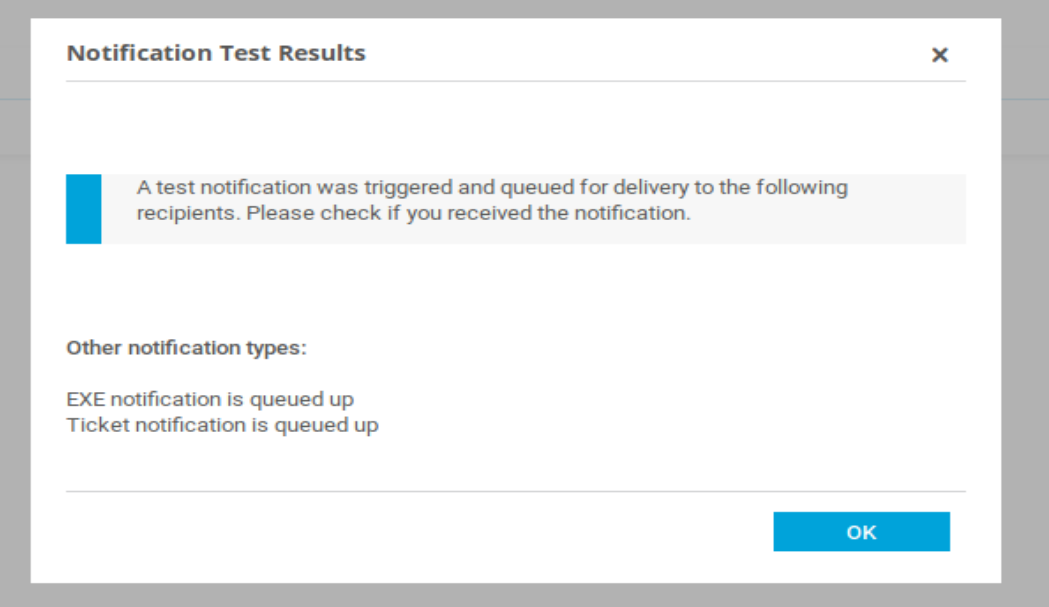 Notification Test Results
×
A test notification was triggered and queued for delivery to the following
recipients. Please check if you received the notification.
Other notification types:
EXE notification is queued up
Ticket notification is queued up
OK